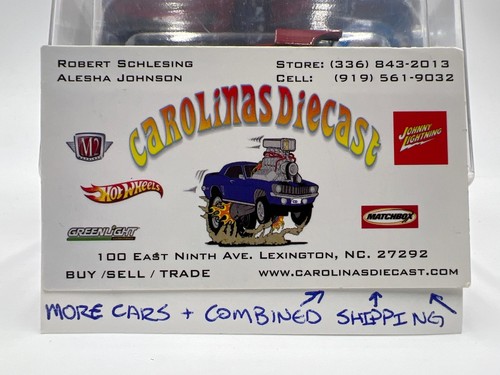 Robert Schlesing
Alesha Johnson
Store: (336) 843-2013
Cell: (919) 561-9032
Carolinas Diecast
M2
Johnny Lightning
Hot Wheels
Matchbox
Greenlight
100 East Ninth Ave. Lexington, NC. 27292
Buy /Sell / Trade
www.carolinasdiecast.com
MORE CARS + COMBINED SHIPPING